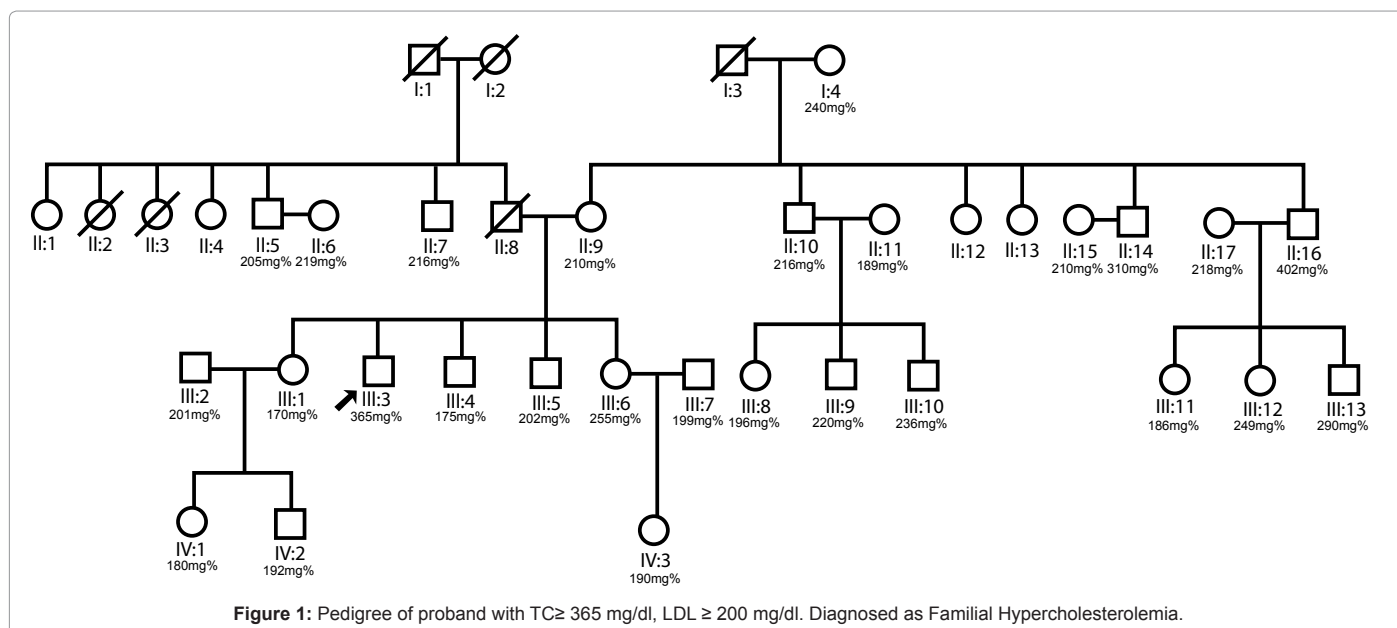 I:1 I:2 I:3 I:4
240mg%
II:1 II:2 II:3 II:4 II:5 II:6 II:7 II:8 II:9 II:10 II:11 II:12 II:13 II:15 II:14 II:17 II:16
205mg% 219mg% 216mg% 210mg% 216mg% 189mg% 210mg% 310mg% 218mg% 402mg%
III:2 III:1 III:3 III:4 III:5 III:6 III:7 III:8 III:9 III:10 III:11 III:12 III:13
201mg% 170mg% 365mg% 175mg% 202mg% 255mg% 199mg% 196mg% 220mg% 236mg% 186mg% 249mg% 290mg%
IV:1 IV:2 IV:3
180mg% 192mg% 190mg%
Figure 1: Pedigree of proband with TC≥ 365 mg/dl, LDL ≥ 200 mg/dl. Diagnosed as Familial Hypercholesterolemia.